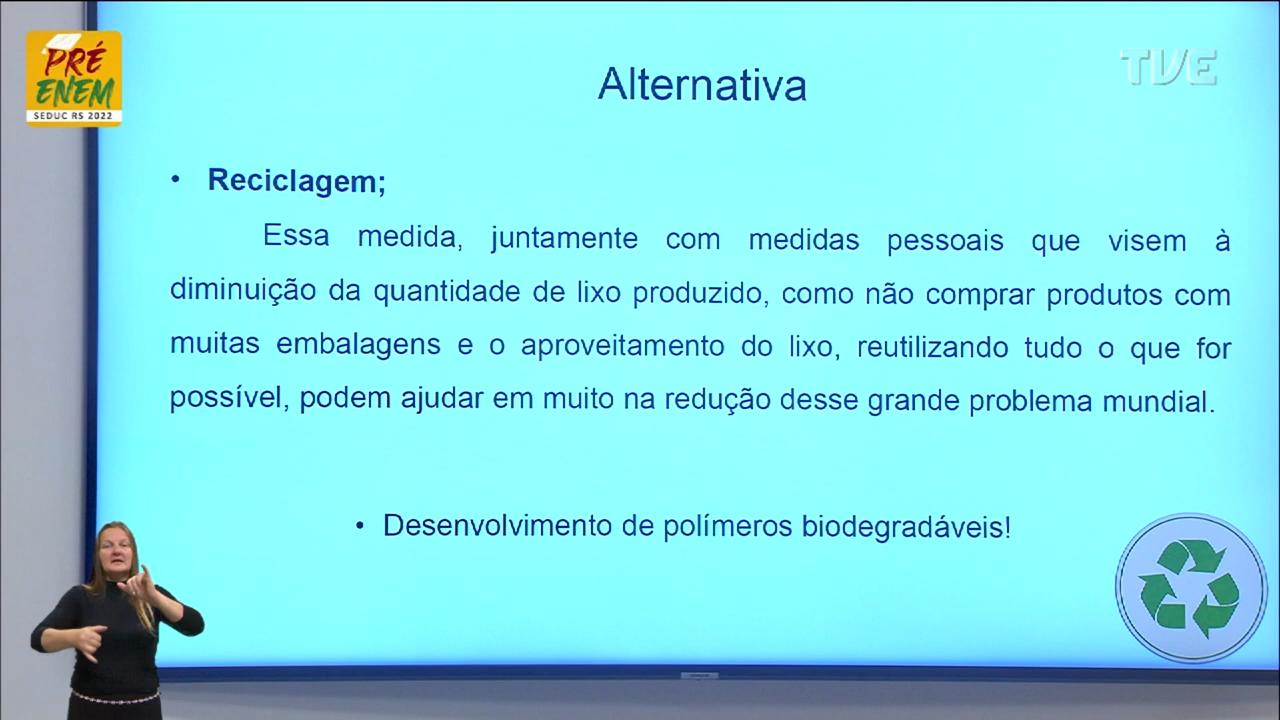 PRÉ
ENEM
SEDUC RS 2022
TVE
Alternativa
• Reciclagem;
Essa medida, juntamente com medidas pessoais que visem à
diminuição da quantidade de lixo produzido, como não comprar produtos com
muitas embalagens e o aproveitamento do lixo, reutilizando tudo o que for
possível, podem ajudar em muito na redução desse grande problema mundial.
• Desenvolvimento de polímeros biodegradáveis!